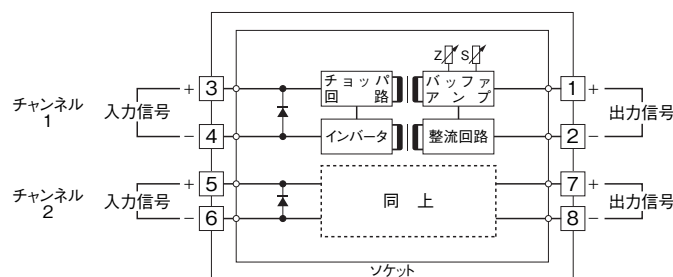 Z S
チョッパ
回路
バッファ
アンプ
チャンネル
1
入力信号
+ 3
− 4
インバータ
整流回路
1 +
2 −
出力信号
チャンネル
2
入力信号
+ 5
− 6
同 上
7 +
8 −
出力信号
ソケット